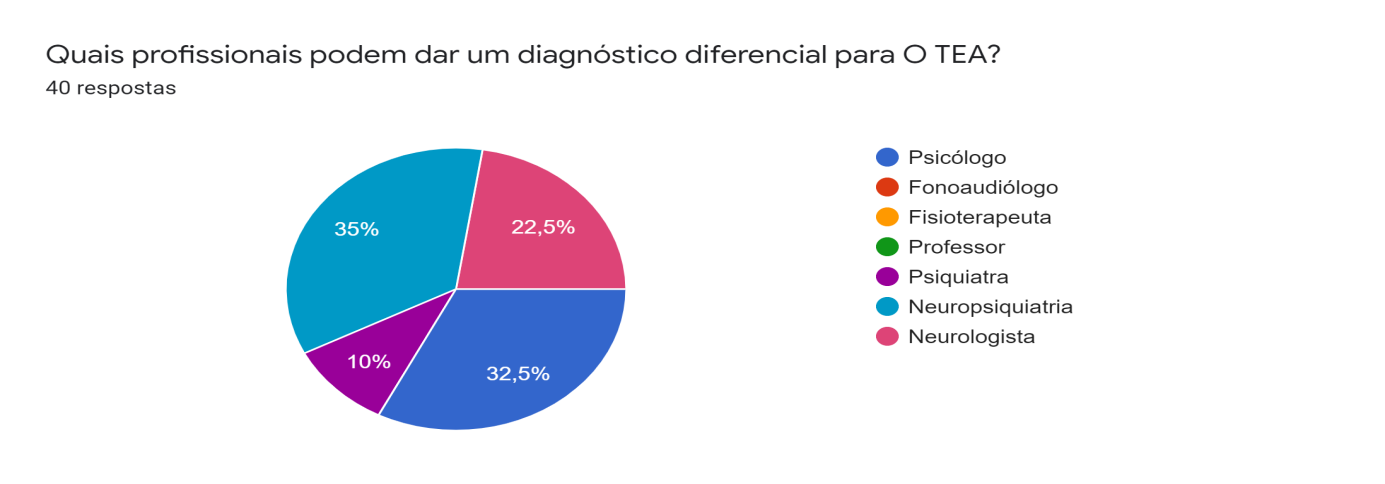 Quais profissionais podem dar um diagnóstico diferencial para O TEA?
40 respostas
35%
22,5%
10%
32,5%
Psicólogo
Fonoaudiólogo
Fisioterapeuta
Professor
Psiquiatra
Neuropsiquiatria
Neurologista